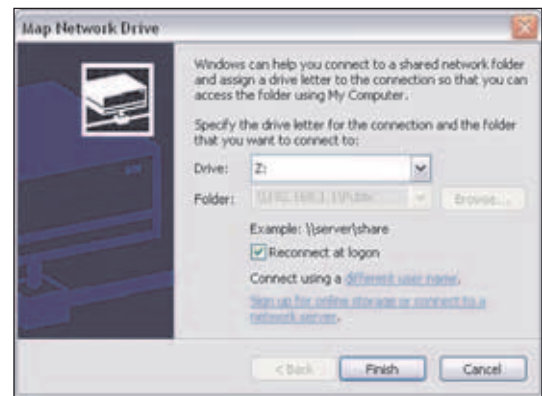 Map Network Drive
Windows can help you connect to a shared network folder
and assign a drive letter to the connection so that you can
access the folder using My Computer.
Specify the drive letter for the connection and the folder
that you want to connect to:
Drive: Z:
Folder: Browse...
Example: \\server\share
Reconnect at logon
Connect using a different user name.
Sign up for online storage or connect to a
network server.
< Back Finish Cancel